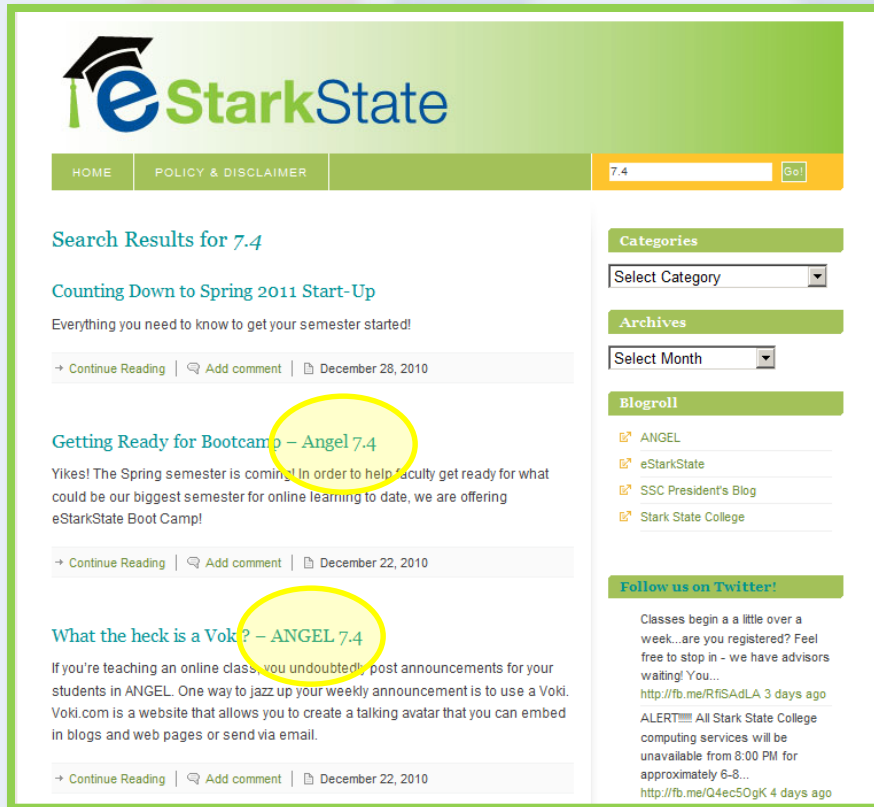 eStarkState
HOME POLICY & DISCLAIMER
7.4 Go!
Search Results for 7.4
Counting Down to Spring 2011 Start-Up
Everything you need to know to get your semester started!
→ Continue Reading | Add comment | December 28, 2010
Getting Ready for Bootcamp – Angel 7.4
Yikes! The Spring semester is coming! In order to help faculty get ready for what
could be our biggest semester for online learning to date, we are offering
eStarkState Boot Camp!
→ Continue Reading | Add comment | December 22, 2010
What the heck is a Voki? – ANGEL 7.4
If you're teaching an online class, you undoubtedly post announcements for your
students in ANGEL. One way to jazz up your weekly announcement is to use a Voki.
Voki.com is a website that allows you to create a talking avatar that you can embed
in blogs and web pages or send via email.
→ Continue Reading | Add comment | December 22, 2010
Categories
Select Category
Archives
Select Month
Blogroll
ANGEL
eStarkState
SSC President's Blog
Stark State College
Follow us on Twitter!
Classes begin a a little over a
week...are you registered? Feel
free to stop in - we have advisors
waiting! You...
http://fb.me/RfiSAdLA 3 days ago
ALERT!!!!! All Stark State College
computing services will be
unavailable from 8:00 PM for
approximately 6-8...
http://fb.me/Q4ec5OgK 4 days ago